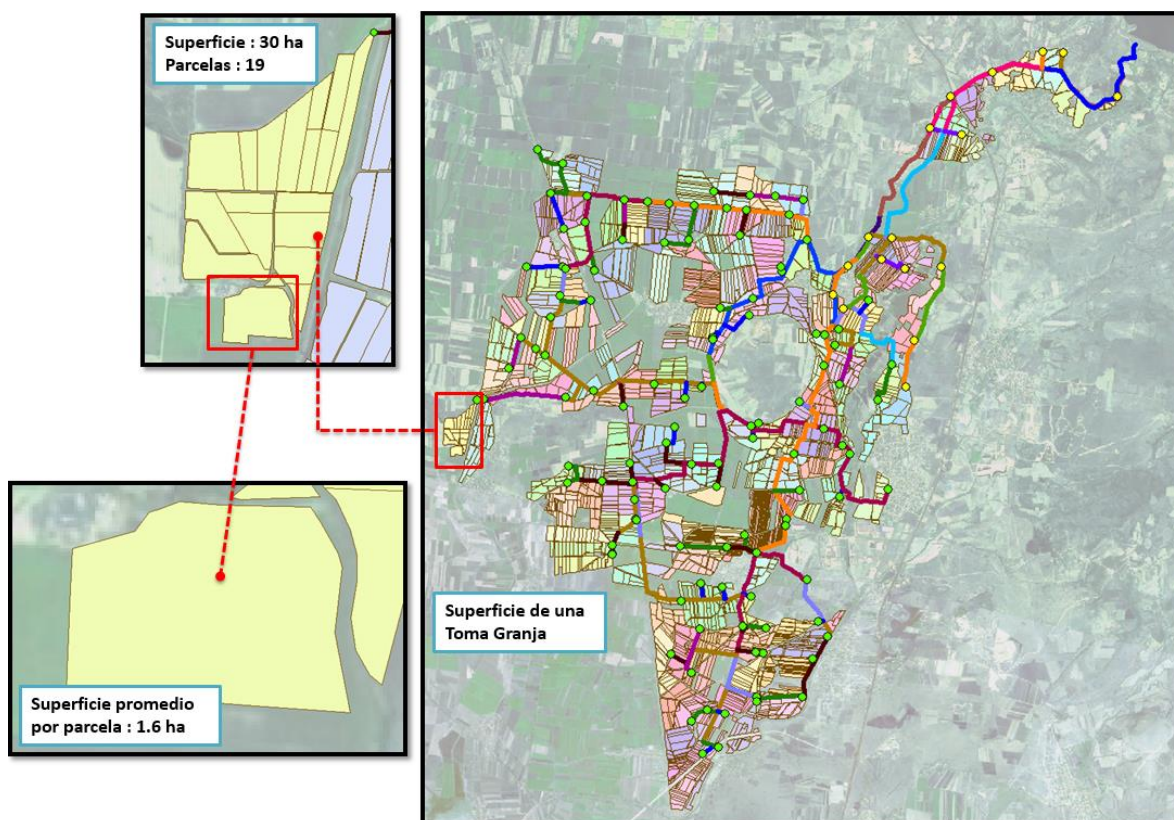 Superficie : 30 ha
Parcelas : 19
Superficie de una
Toma Granja
Superficie promedio
por parcela : 1.6 ha